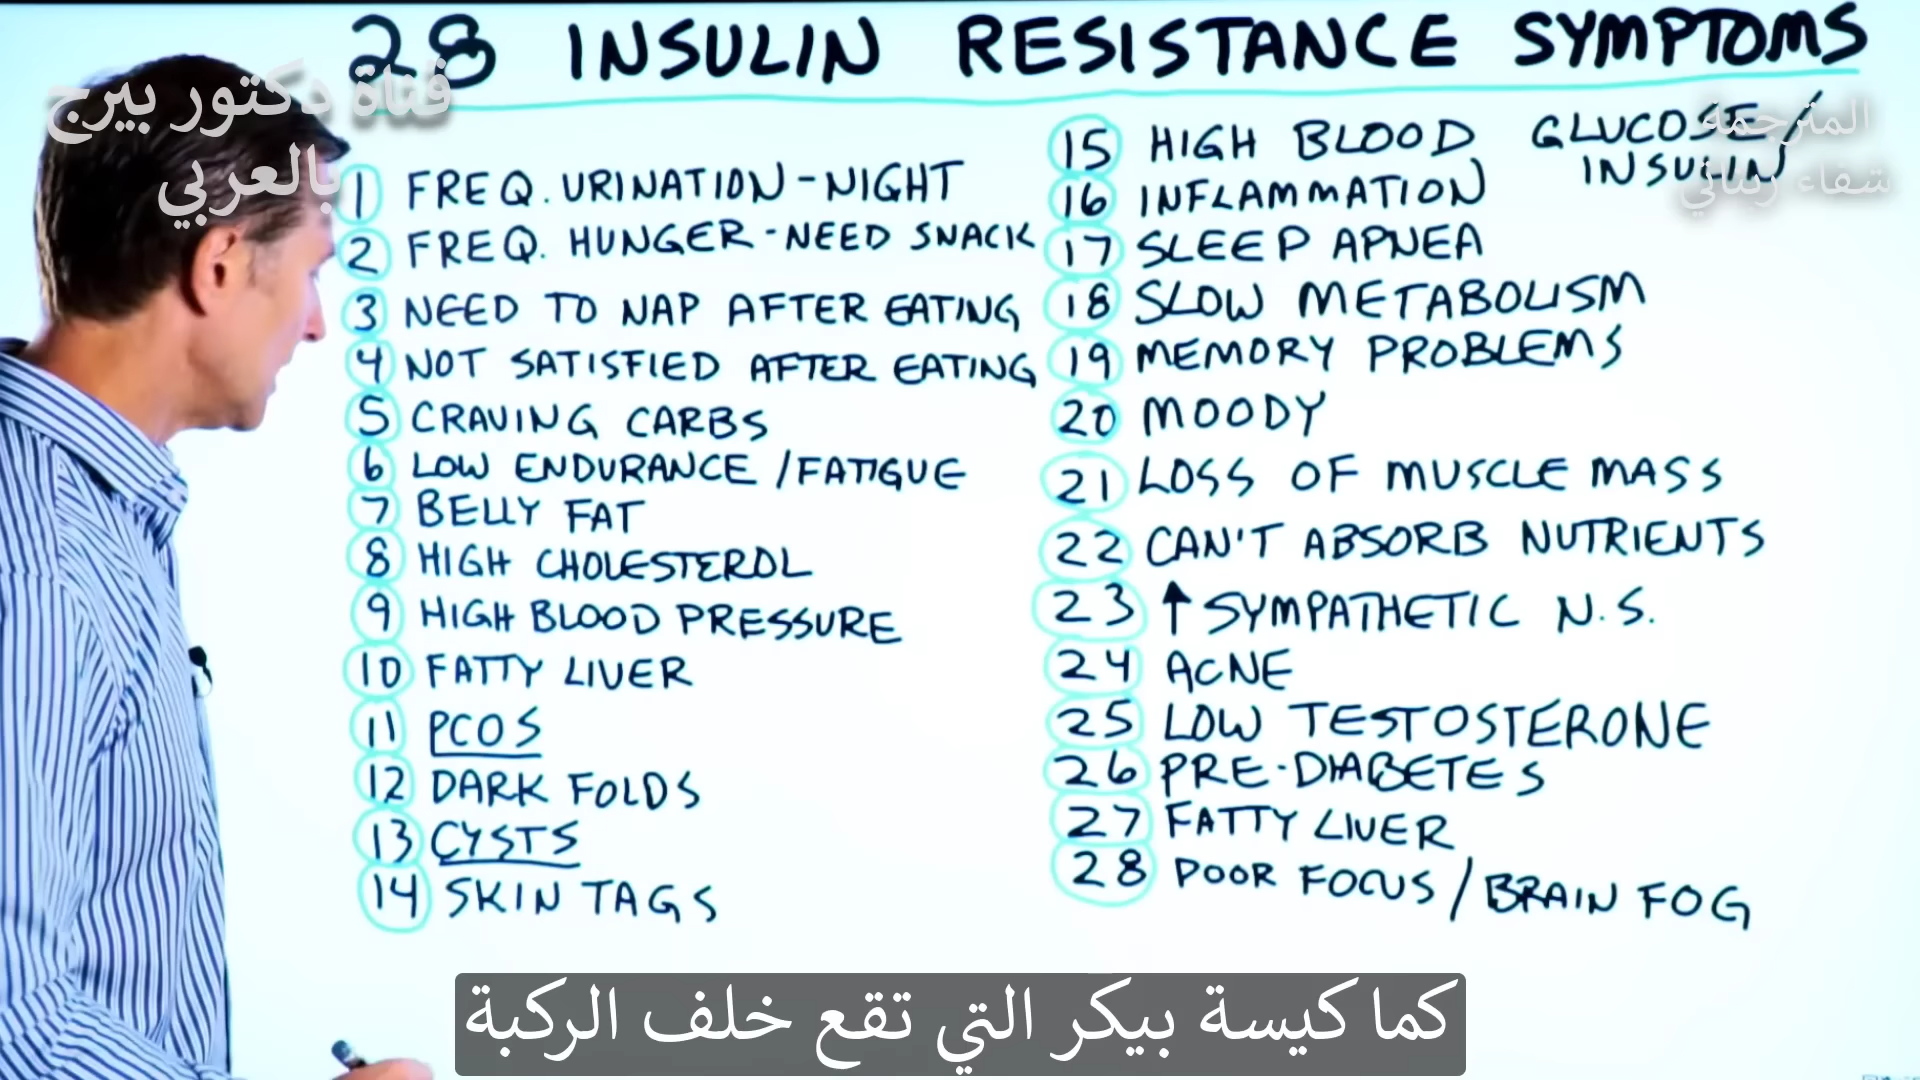 28 INSULIN RESISTANCE SYMPTOMS
قناة دكتور بيرج
بالعربي
المترجمة
1 FREQ. URINATION - NIGHT
2 FREQ. HUNGER - NEED SNACK
3 NEED TO NAP AFTER EATING
4 NOT SATISFIED AFTER EATING
5 CRAVING CARBS
6 LOW ENDURANCE / FATIGUE
7 BELLY FAT
8 HIGH CHOLESTEROL
9 HIGH BLOOD PRESSURE
10 FATTY LIVER
11 PCOS
12 DARK FOLDS
13 CYSTS
14 SKIN TAGS
15 HIGH BLOOD GLUCOSE /
INSULIN
16 INFLAMMATION
17 SLEEP APNEA
18 SLOW METABOLISM
19 MEMORY PROBLEMS
20 MOODY
21 LOSS OF MUSCLE MASS
22 CAN'T ABSORB NUTRIENTS
23 ↑ SYMPATHETIC N.S.
24 ACNE
25 LOW TESTOSTERONE
26 PRE-DIABETES
27 FATTY LIVER
28 POOR FOCUS / BRAIN FOG
كما كيسة بيكر التي تقع خلف الركبة